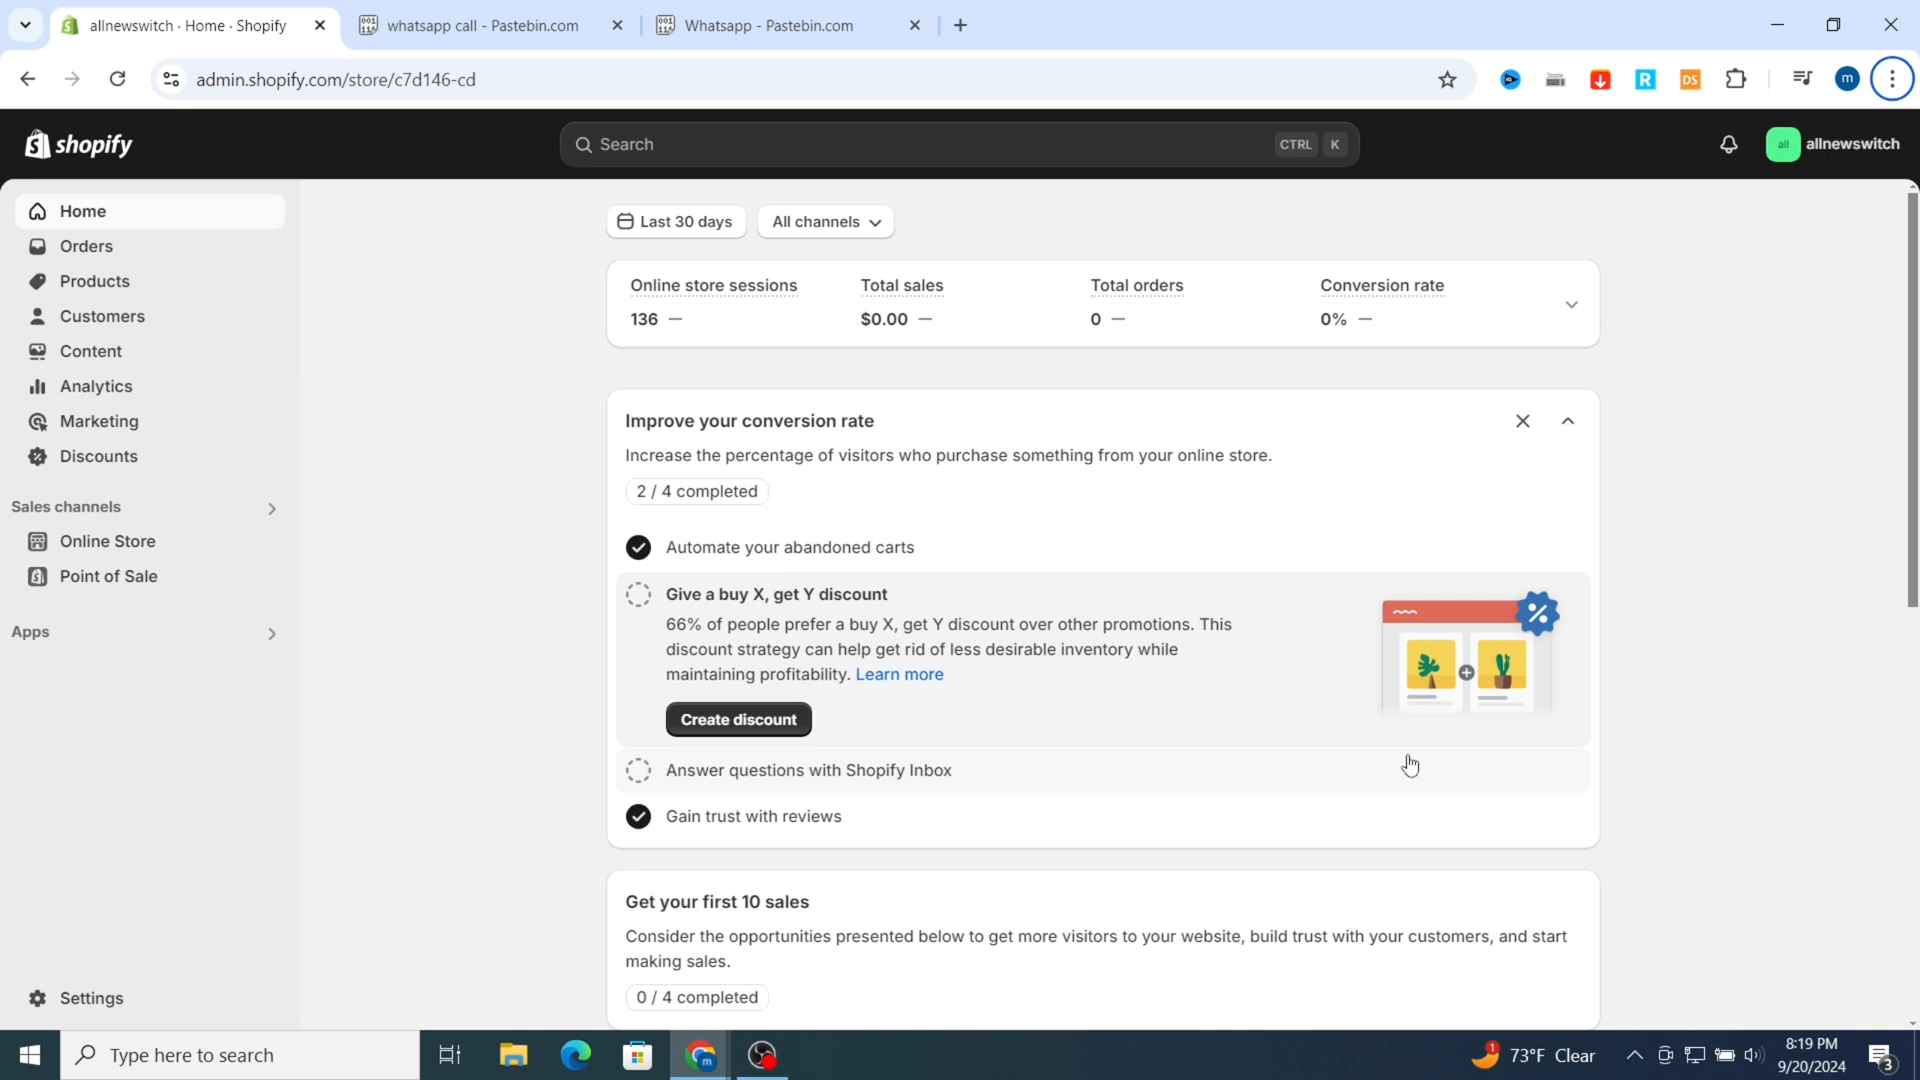 allnewswitch · Home · Shopify
whatsapp call - Pastebin.com
Whatsapp - Pastebin.com
admin.shopify.com/store/c7d146-cd
DS
m
shopify
Search
CTRL K
all
allnewswitch
Home
Orders
Products
Customers
Content
Analytics
Marketing
Discounts
Sales channels
Online Store
Point of Sale
Apps
Settings
Last 30 days
All channels
Online store sessions
136 —
Total sales
$0.00 —
Total orders
0 —
Conversion rate
0% —
Improve your conversion rate
Increase the percentage of visitors who purchase something from your online store.
2 / 4 completed
Automate your abandoned carts
Give a buy X, get Y discount
66% of people prefer a buy X, get Y discount over other promotions. This
discount strategy can help get rid of less desirable inventory while
maintaining profitability. Learn more
Create discount
Answer questions with Shopify Inbox
Gain trust with reviews
Get your first 10 sales
Consider the opportunities presented below to get more visitors to your website, build trust with your customers, and start
making sales.
0 / 4 completed
Type here to search
1
73°F Clear
8:19 PM
9/20/2024
3